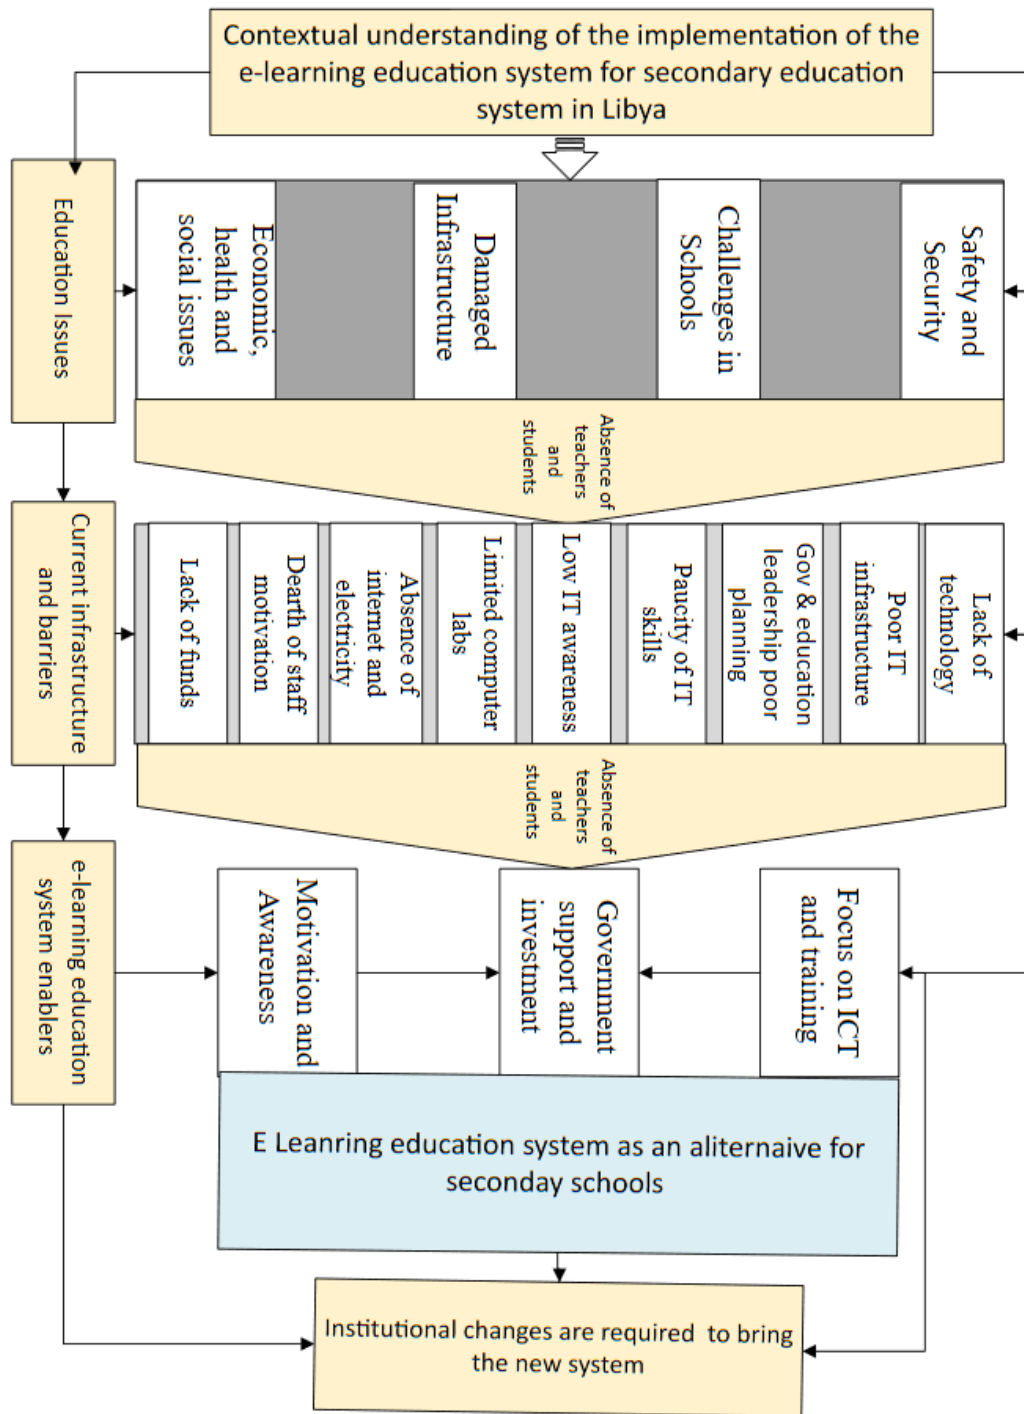 Contextual understanding of the implementation of the
e-learning education system for secondary education
system in Libya
Education Issues
Economic,
health and
social issues
Damaged
Infrastructure
Challenges in
Schools
Safety and
Security
Absence of
teachers
and
students
Current infrastructure
and barriers
Lack of funds
Dearth of staff
motivation
Absence of
internet and
electricity
Limited computer
labs
Low IT awareness
Paucity of IT
skills
Gov & education
leadership poor
planning
Poor IT
infrastructure
Lack of
technology
Absence of
teachers
and
students
e-learning education
system enablers
Motivation and
Awareness
Government
support and
investment
Focus on ICT
and training
E Leanring education system as an aliternaive for
seconday schools
Institutional changes are required to bring
the new system